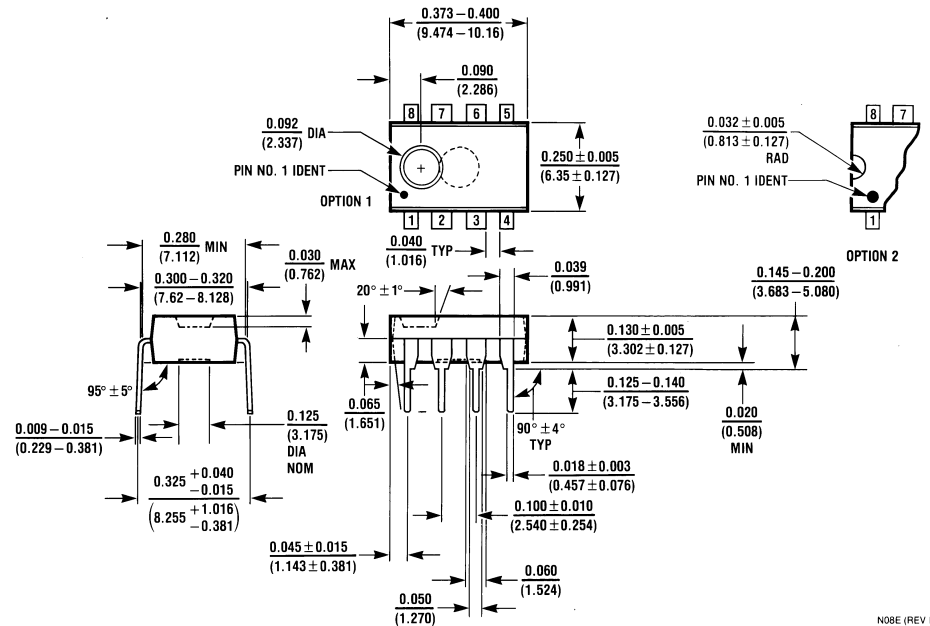 0.373–0.400
(9.474–10.16)
0.090
(2.286)
8 7 6 5
0.092 DIA
(2.337)
PIN NO. 1 IDENT
OPTION 1
1 2 3 4
0.250 ± 0.005
(6.35 ± 0.127)
8 7
0.032 ± 0.005
(0.813 ± 0.127)
RAD
PIN NO. 1 IDENT
1
OPTION 2
0.280 MIN
(7.112)
0.300–0.320
(7.62–8.128)
0.030 MAX
(0.762)
0.040 TYP
(1.016)
20° ± 1°
0.039
(0.991)
0.145–0.200
(3.683–5.080)
0.130 ± 0.005
(3.302 ± 0.127)
95° ± 5°
0.009–0.015
(0.229–0.381)
0.125
(3.175)
DIA
NOM
0.065
(1.651)
90° ± 4°
TYP
0.125–0.140
(3.175–3.556)
0.020
(0.508)
MIN
0.325 +0.040
−0.015
(8.255 +1.016
−0.381)
0.018 ± 0.003
(0.457 ± 0.076)
0.100 ± 0.010
(2.540 ± 0.254)
0.045 ± 0.015
(1.143 ± 0.381)
0.060
(1.524)
0.050
(1.270)
N08E (REV